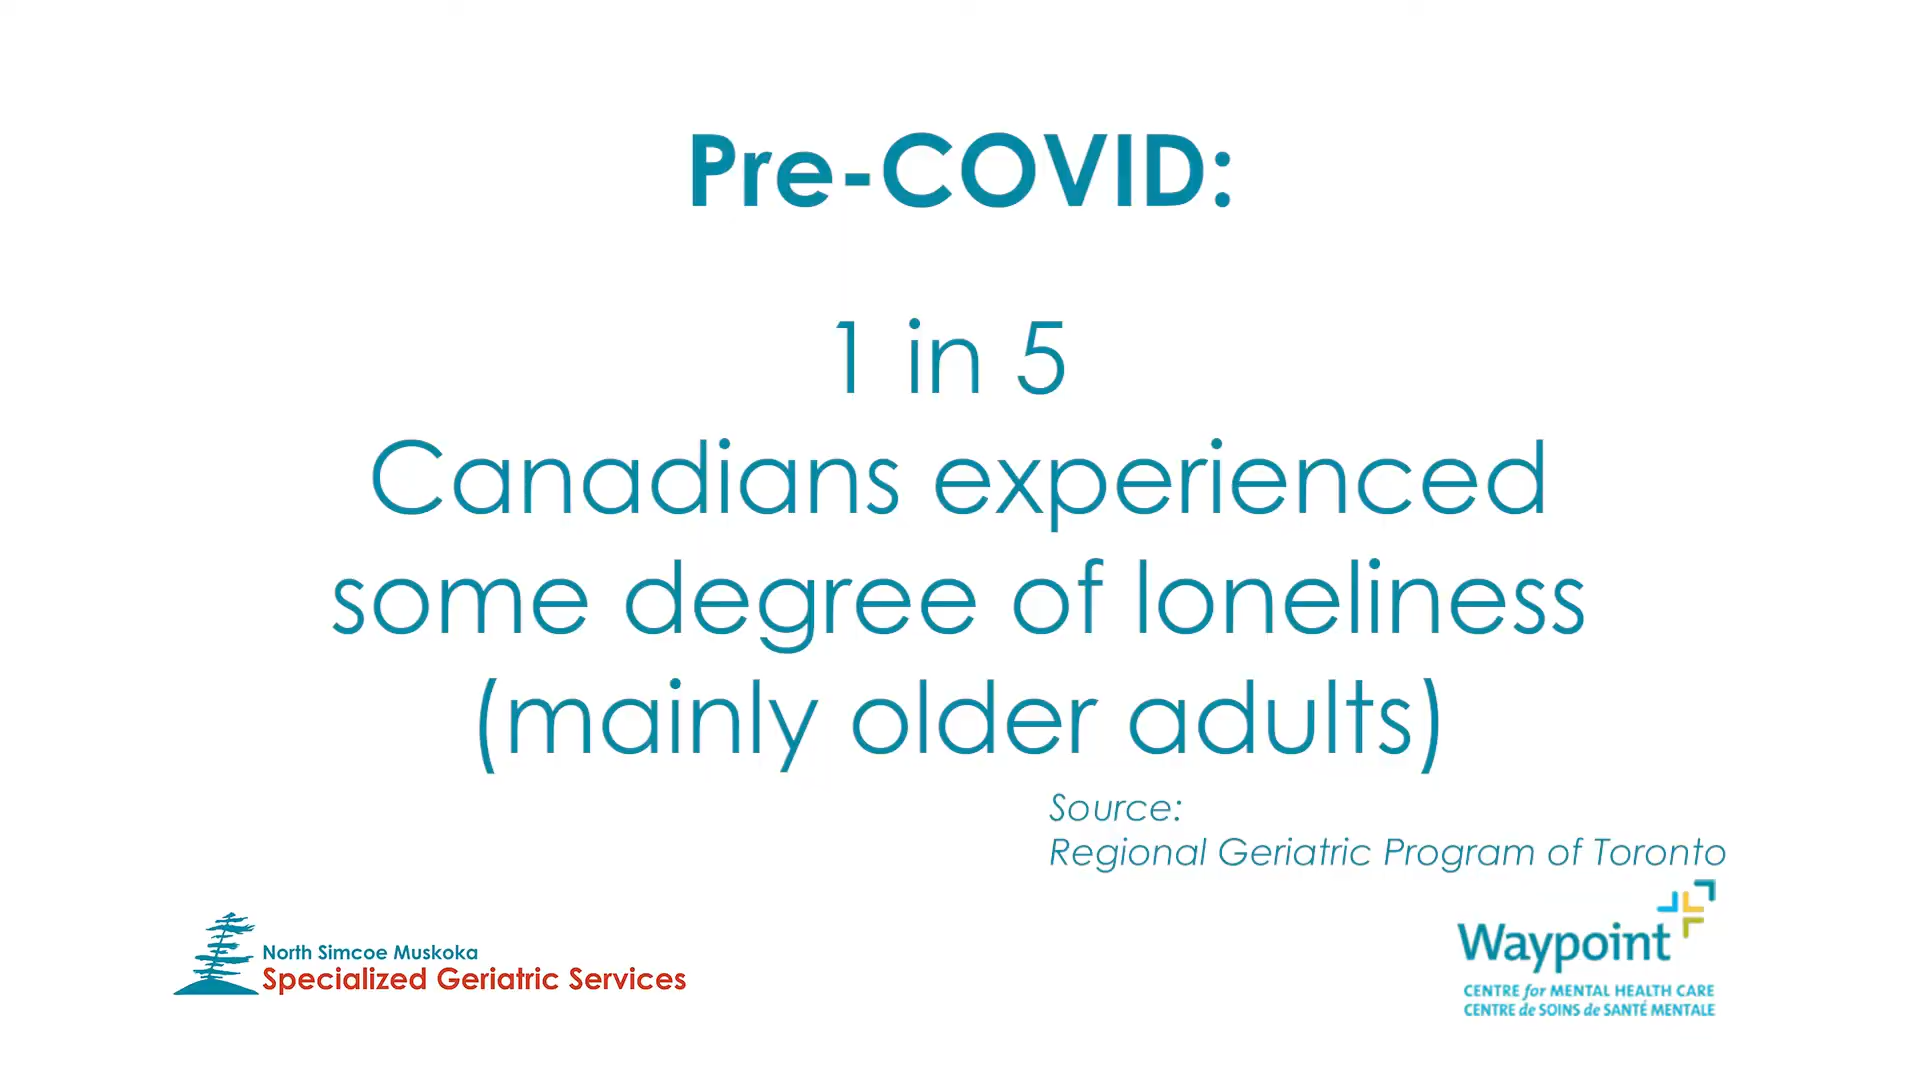 Pre-COVID:
1 in 5
Canadians experienced
some degree of loneliness
(mainly older adults)
Source:
Regional Geriatric Program of Toronto
North Simcoe Muskoka
Specialized Geriatric Services
Waypoint
CENTRE for MENTAL HEALTH CARE
CENTRE de SOINS de SANTÉ MENTALE